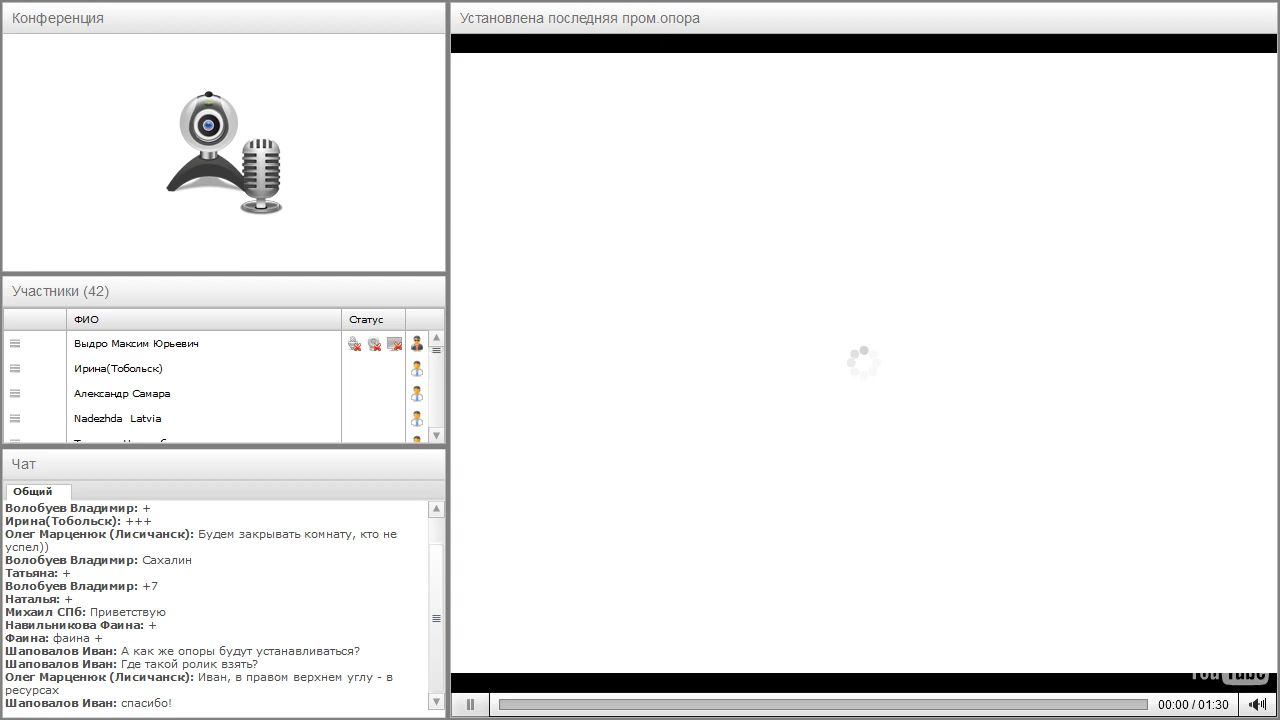 Конференция
Установлена последняя пром.опора
Участники (42)
ФИО
Статус
Выдро Максим Юрьевич
Ирина(Тобольск)
Александр Самара
Nadezhda Latvia
Чат
Общий
Волобуев Владимир: +
Ирина(Тобольск): +++
Олег Марценюк (Лисичанск): Будем закрывать комнату, кто не
успел))
Волобуев Владимир: Сахалин
Татьяна: +
Волобуев Владимир: +7
Наталья: +
Михаил СПб: Приветствую
Навильникова Фаина: +
Фаина: фаина +
Шаповалов Иван: А как же опоры будут устанавливаться?
Шаповалов Иван: Где такой ролик взять?
Олег Марценюк (Лисичанск): Иван, в правом верхнем углу - в
ресурсах
Шаповалов Иван: спасибо!
YouTube
00:00 / 01:30